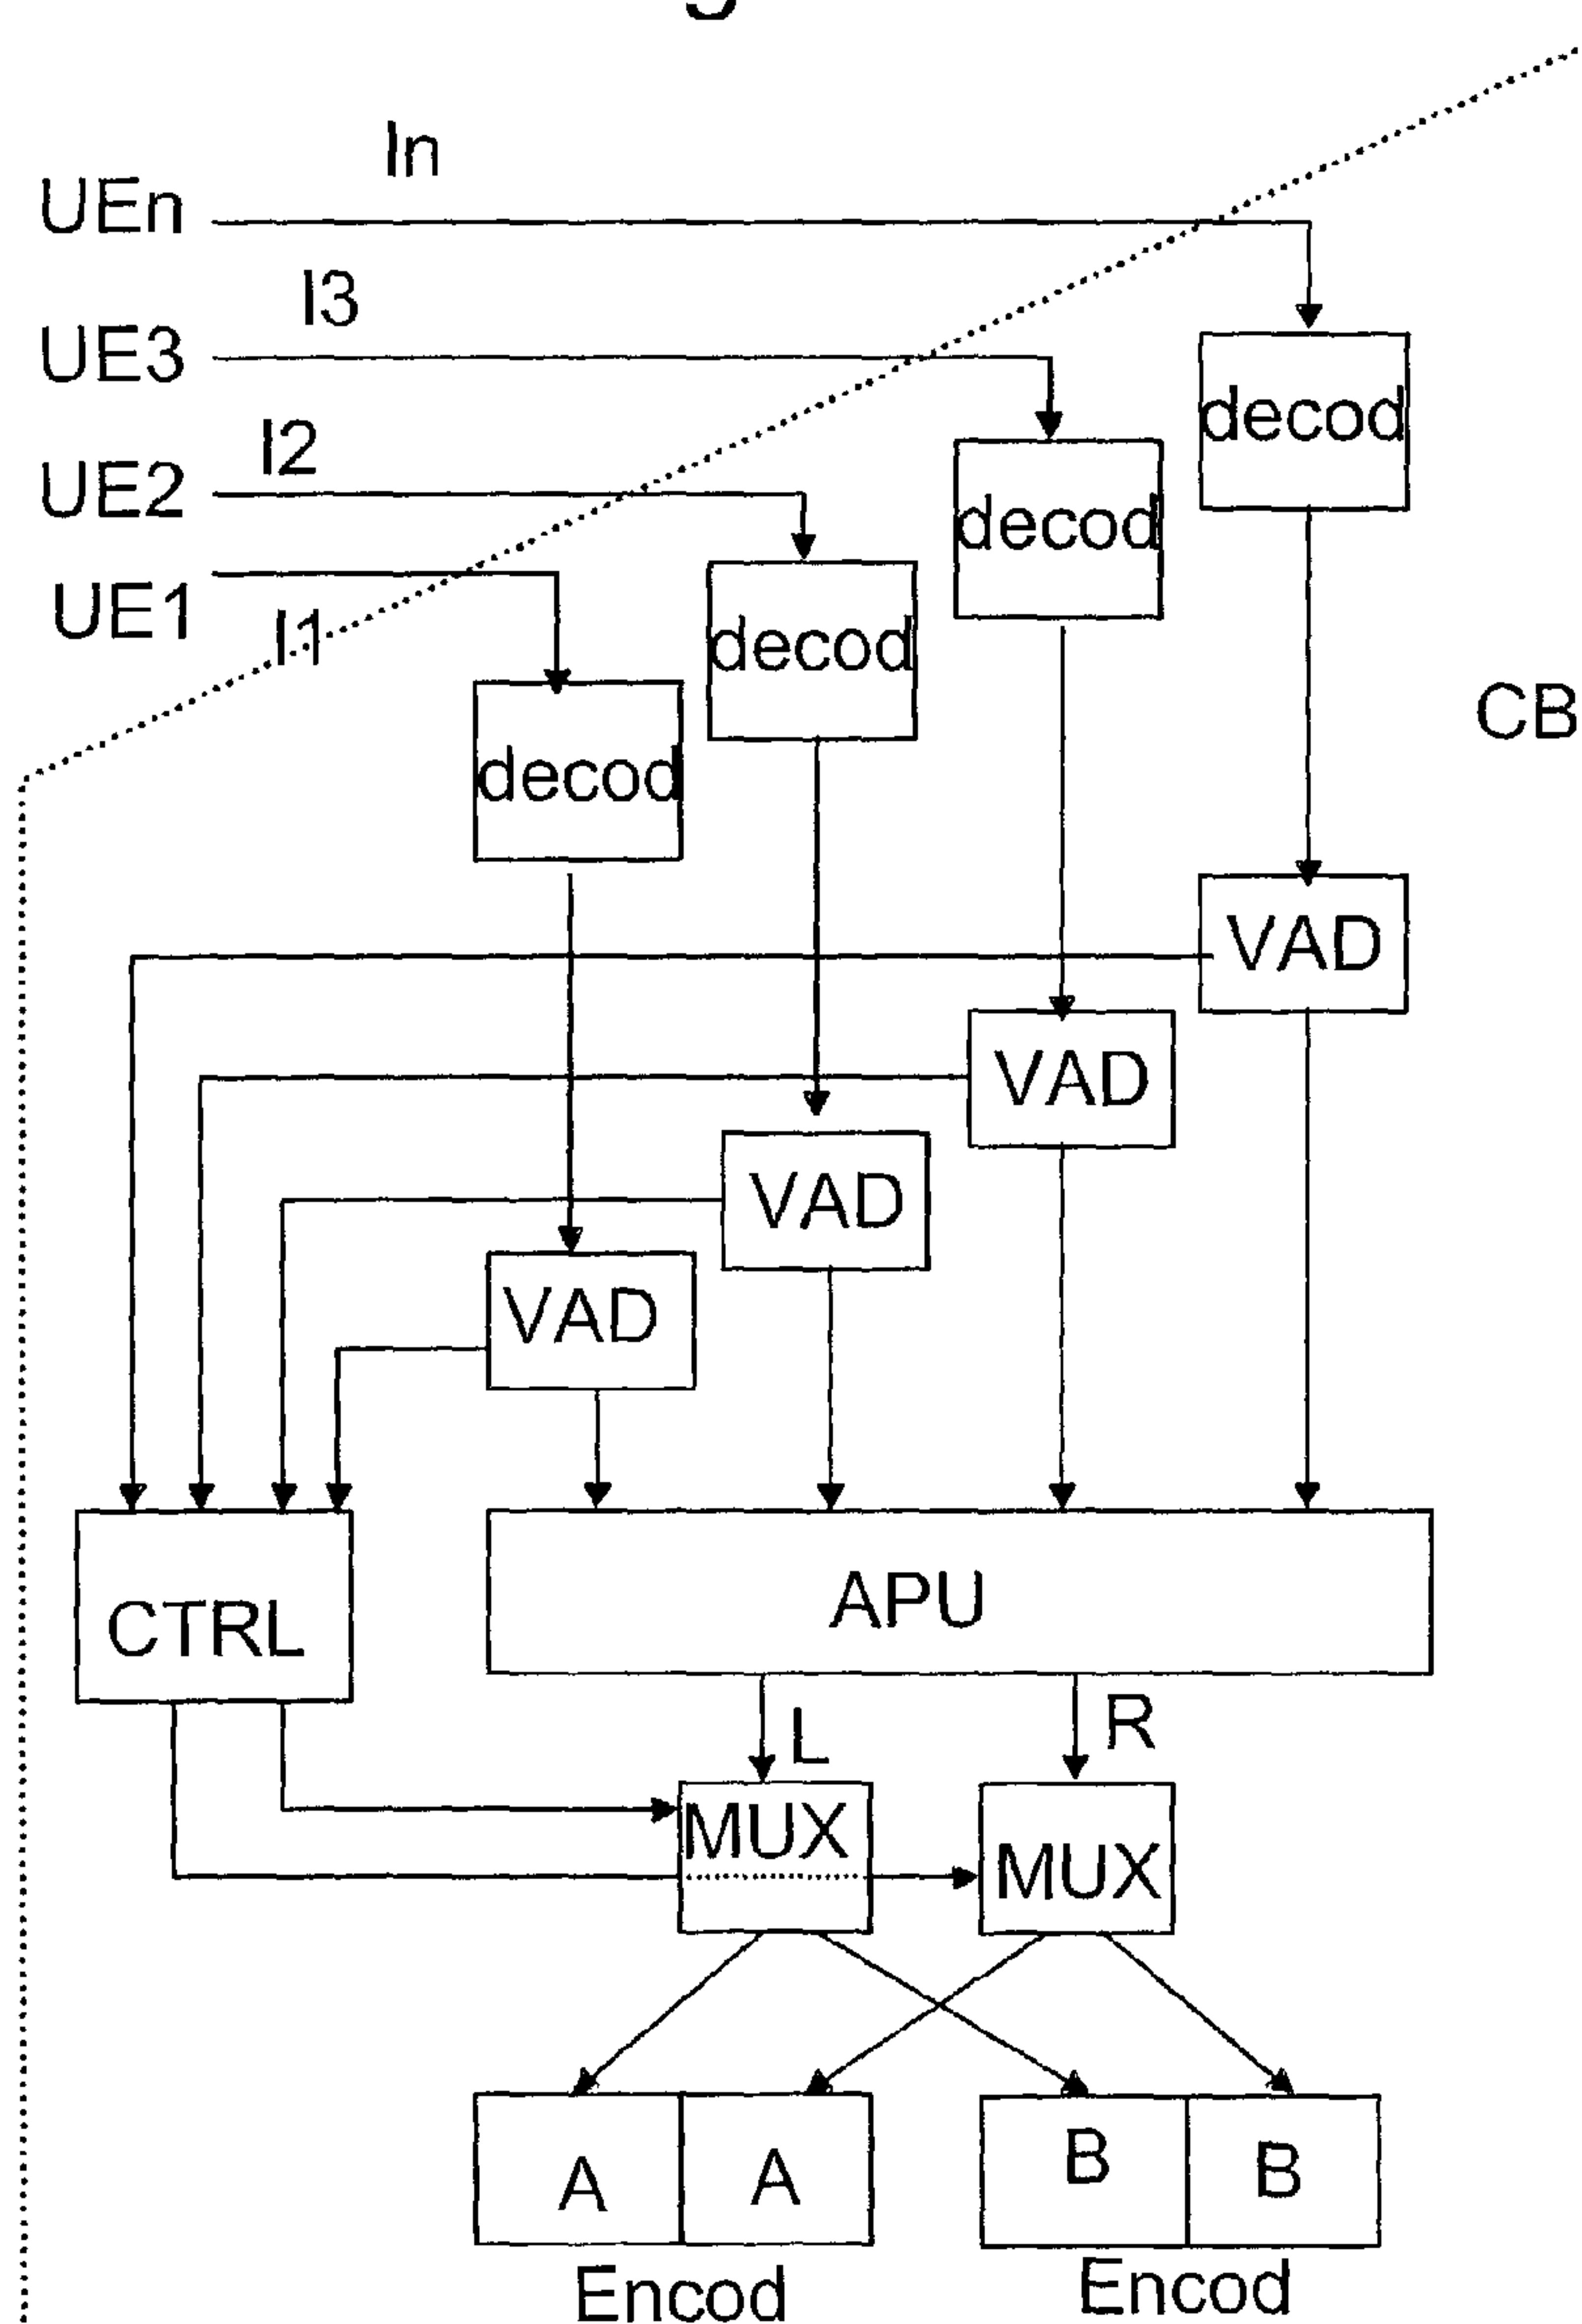 In
UEn
I3
UE3
decod
I2
UE2
decod
UE1
I1
decod
CB
decod
VAD
VAD
VAD
VAD
APU
CTRL
L
R
MUX
MUX
A
A
B
B
Encod
Encod